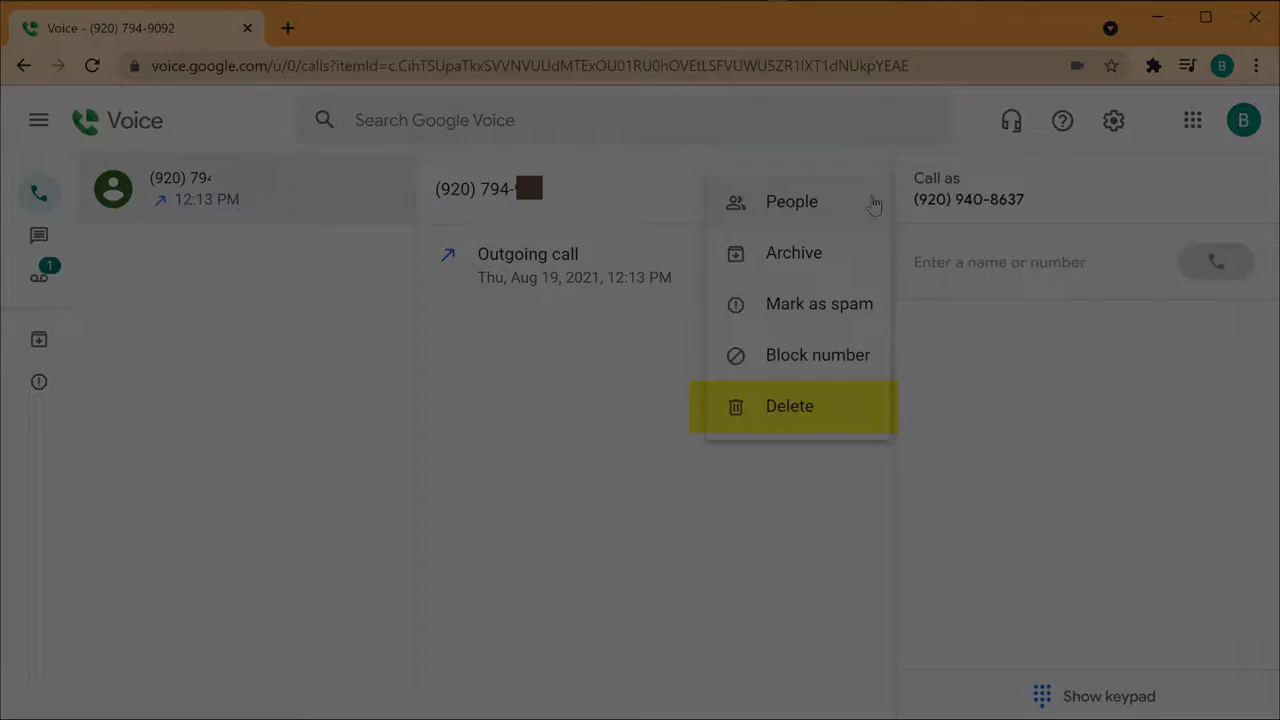 Voice - (920) 794-9092
voice.google.com/u/0/calls?itemId=c.CihTSUpaTkxSVVNVUUdMTExOU01RU0hOVEtLSFVUWU5ZR1lXT1dNUkpYEAE
B
Voice
Search Google Voice
B
(920) 794
12:13 PM
1
(920) 794-
Outgoing call
Thu, Aug 19, 2021, 12:13 PM
People
Archive
Mark as spam
Block number
Delete
Call as
(920) 940-8637
Enter a name or number
Show keypad